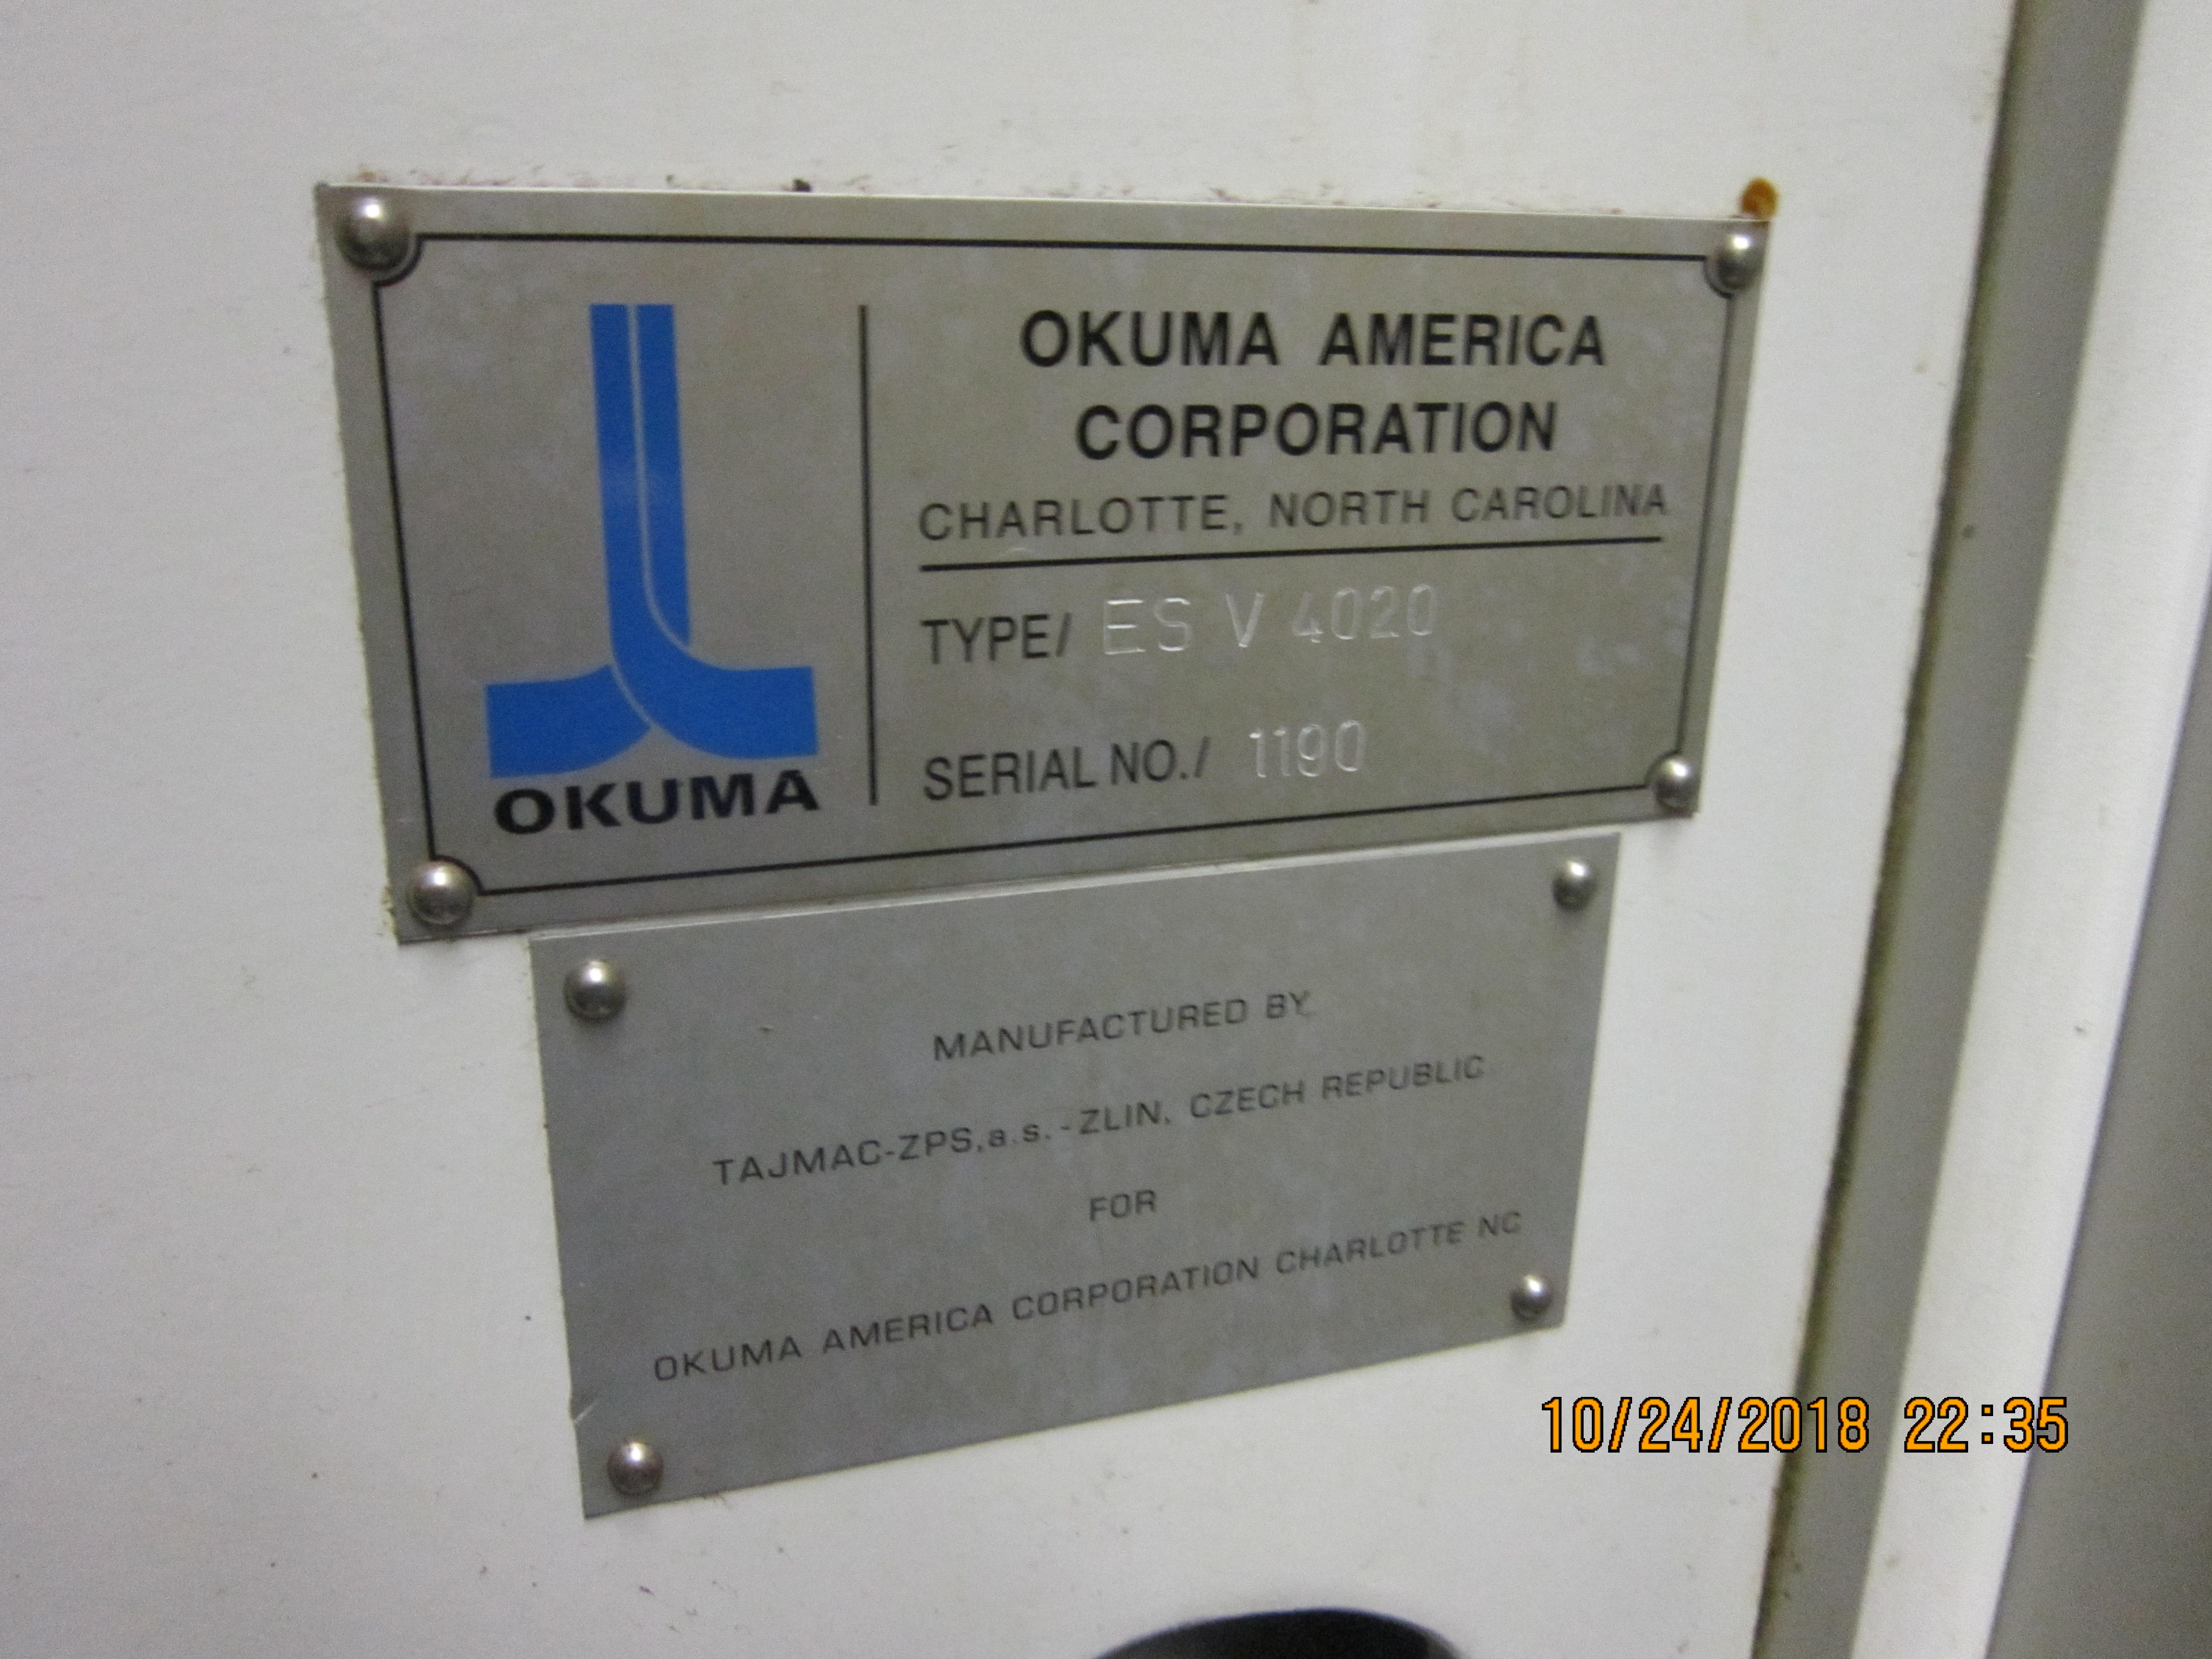 OKUMA
OKUMA AMERICA
CORPORATION
CHARLOTTE, NORTH CAROLINA
TYPE/ ES V 4020
SERIAL NO./ 1190
MANUFACTURED BY
TAJMAC-ZPS,a.s.-ZLIN, CZECH REPUBLIC
FOR
OKUMA AMERICA CORPORATION CHARLOTTE NC
10/24/2018 22:35